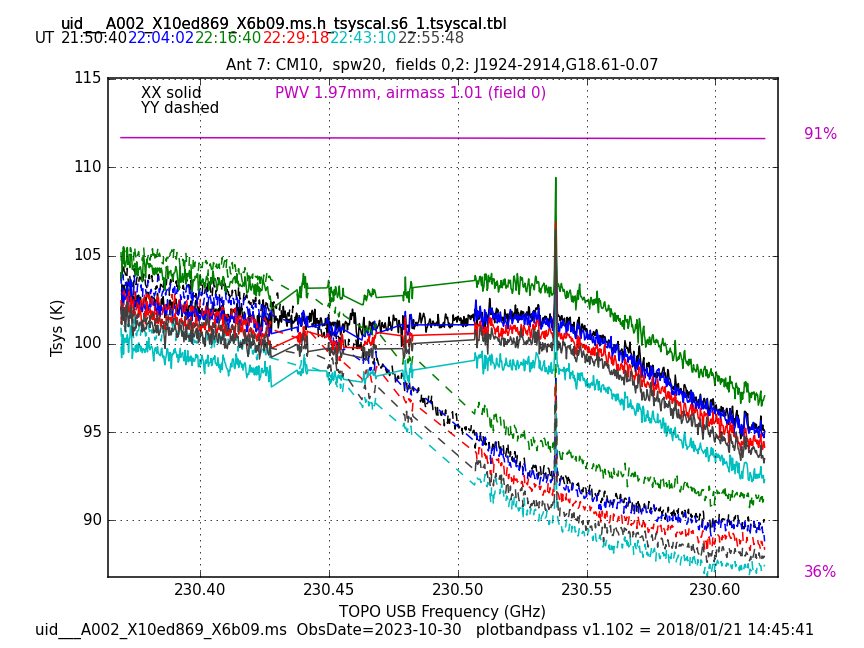 uid___A002_X10ed869_X6b09.ms.h_tsyscal.s6_1.tsyscal.tbl
UT 21:50:40 22:04:02 22:16:40 22:29:18 22:43:10 22:55:48
Ant 7: CM10,  spw20,  fields 0,2: J1924-2914,G18.61-0.07
XX solid
YY dashed
PWV 1.97mm, airmass 1.01 (field 0)
91%
36%
115
110
105
100
95
90
Tsys (K)
230.40 230.45 230.50 230.55 230.60
TOPO USB Frequency (GHz)
uid___A002_X10ed869_X6b09.ms  ObsDate=2023-10-30   plotbandpass v1.102 = 2018/01/21 14:45:41